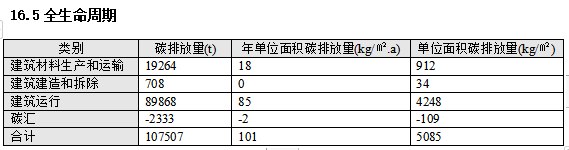 16.5 全生命周期
类别 碳排放量(t) 年单位面积碳排放量(kg/㎡.a) 单位面积碳排放量(kg/㎡)
建筑材料生产和运输 19264 18 912
建筑建造和拆除 708 0 34
建筑运行 89868 85 4248
碳汇 -2333 -2 -109
合计 107507 101 5085